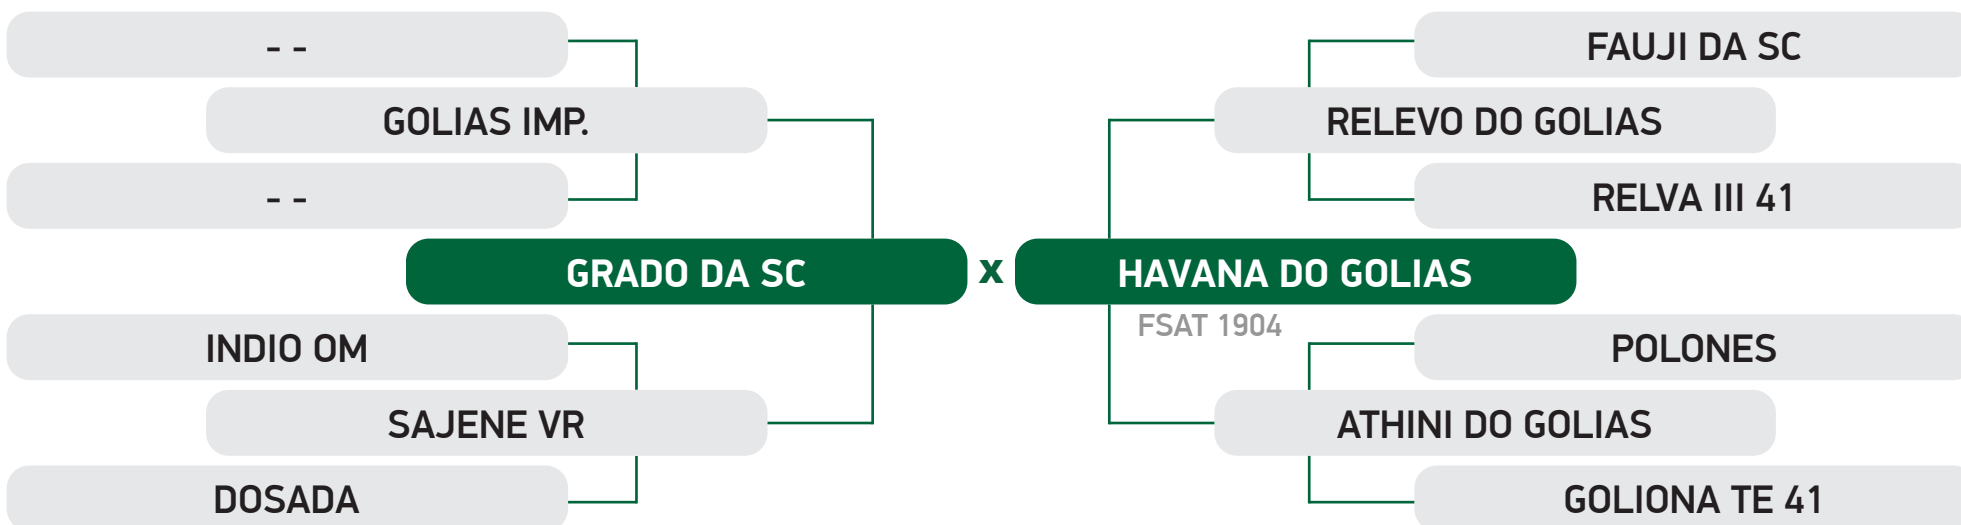 - -
FAUJI DA SC
GOLIAS IMP.
RELEVO DO GOLIAS
- -
RELVA III 41
GRADO DA SC x HAVANA DO GOLIAS
FSAT 1904
INDIO OM
POLONES
SAJENE VR
ATHINI DO GOLIAS
DOSADA
GOLIONA TE 41